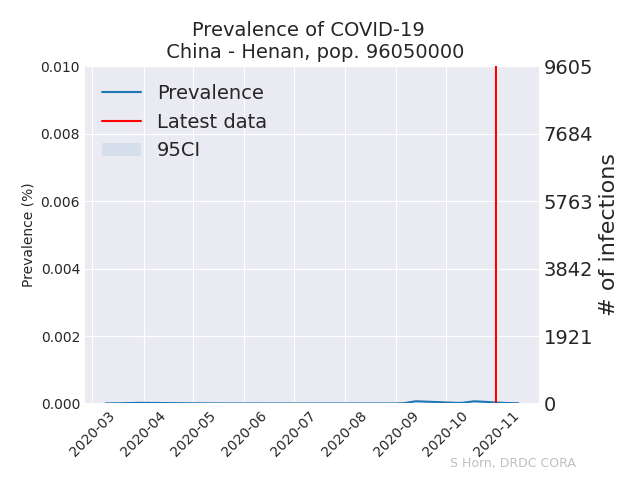 Prevalence of COVID-19
China - Henan, pop. 96050000
Prevalence
Latest data
95CI
Prevalence (%)
0.010
0.008
0.006
0.004
0.002
0.000
9605
7684
5763
3842
1921
0
# of infections
2020-03
2020-04
2020-05
2020-06
2020-07
2020-08
2020-09
2020-10
2020-11
S Horn, DRDC CORA